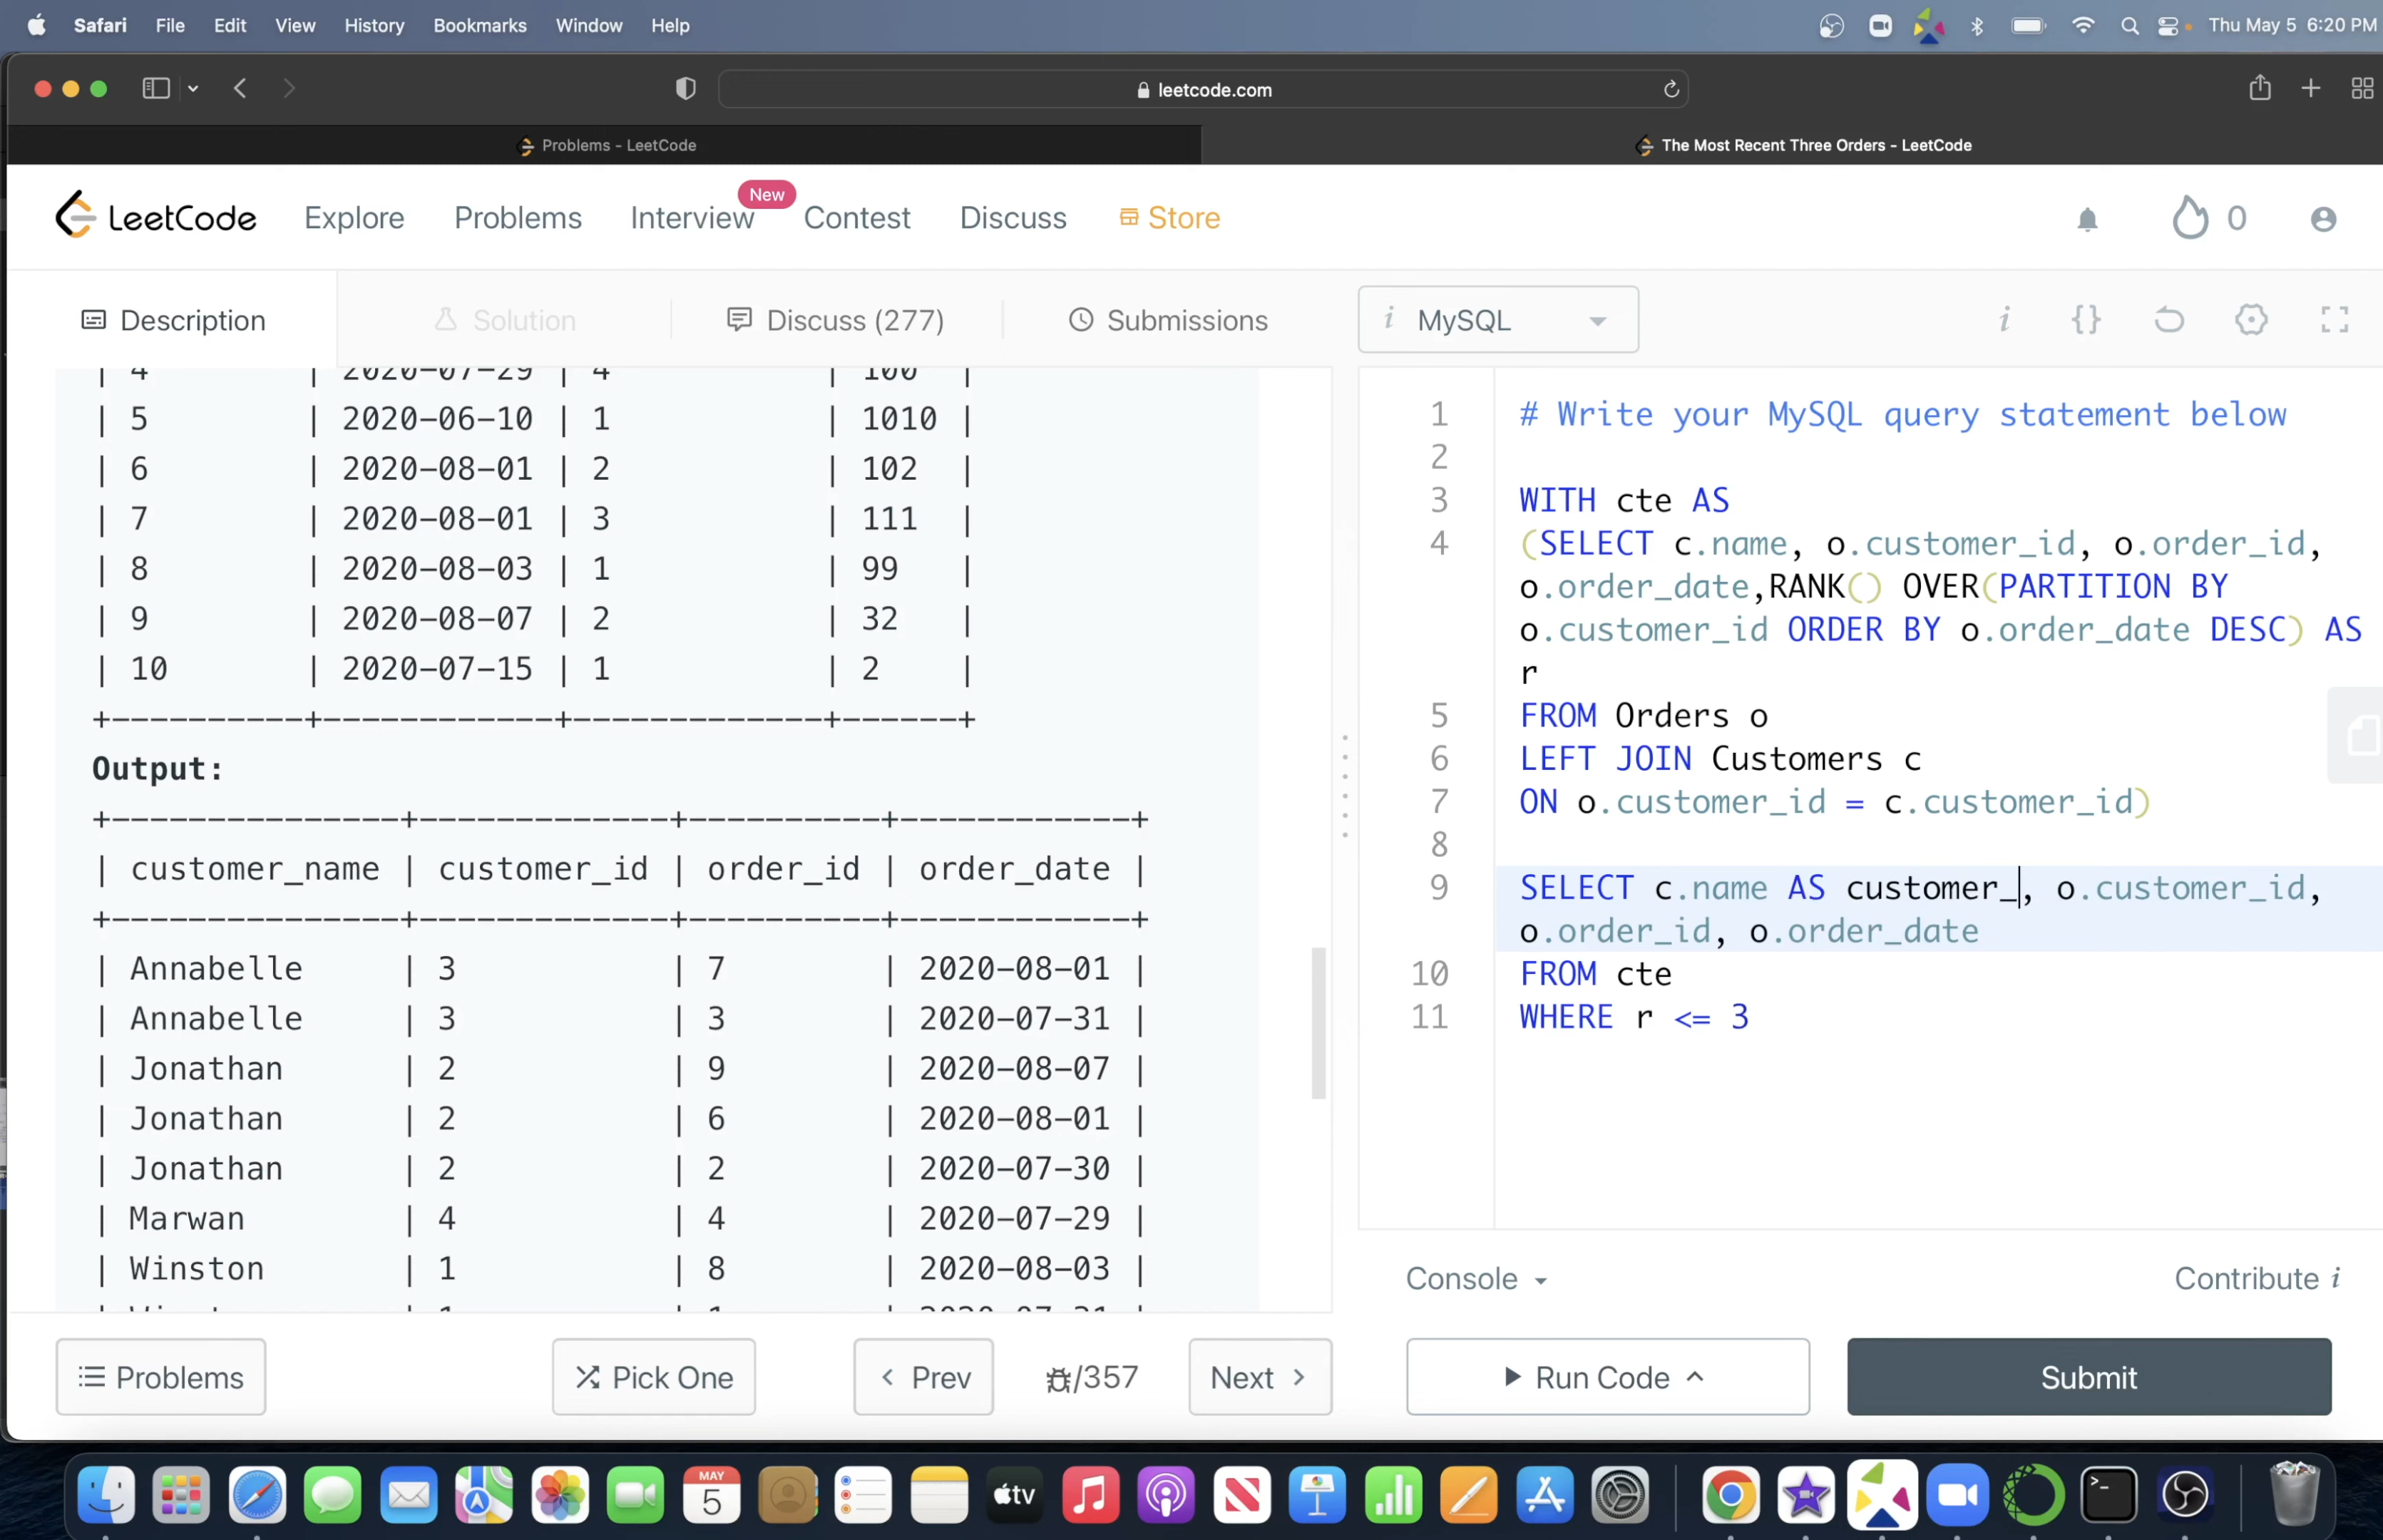 Safari File Edit View History Bookmarks Window Help Thu May 5 6:20 PM
leetcode.com
Problems - LeetCode
The Most Recent Three Orders - LeetCode
LeetCode Explore Problems Interview New Contest Discuss Store 0
Description Solution Discuss (277) Submissions
| 4 | 2020-07-29 | 4 | 100 |
| 5 | 2020-06-10 | 1 | 1010 |
| 6 | 2020-08-01 | 2 | 102 |
| 7 | 2020-08-01 | 3 | 111 |
| 8 | 2020-08-03 | 1 | 99 |
| 9 | 2020-08-07 | 2 | 32 |
| 10 | 2020-07-15 | 1 | 2 |
+-----------+------------+-------------+------+
Output:
+---------------+-------------+----------+------------+
| customer_name | customer_id | order_id | order_date |
+---------------+-------------+----------+------------+
| Annabelle | 3 | 7 | 2020-08-01 |
| Annabelle | 3 | 3 | 2020-07-31 |
| Jonathan | 2 | 9 | 2020-08-07 |
| Jonathan | 2 | 6 | 2020-08-01 |
| Jonathan | 2 | 2 | 2020-07-30 |
| Marwan | 4 | 4 | 2020-07-29 |
| Winston | 1 | 8 | 2020-08-03 |
Problems Pick One Prev /357 Next
i MySQL i {}
1 # Write your MySQL query statement below
2
3 WITH cte AS
4 (SELECT c.name, o.customer_id, o.order_id,
o.order_date,RANK() OVER(PARTITION BY
o.customer_id ORDER BY o.order_date DESC) AS
r
5 FROM Orders o
6 LEFT JOIN Customers c
7 ON o.customer_id = c.customer_id)
8
9 SELECT c.name AS customer_, o.customer_id,
o.order_id, o.order_date
10 FROM cte
11 WHERE r <= 3
Console Contribute i
Run Code Submit
MAY
5
tv